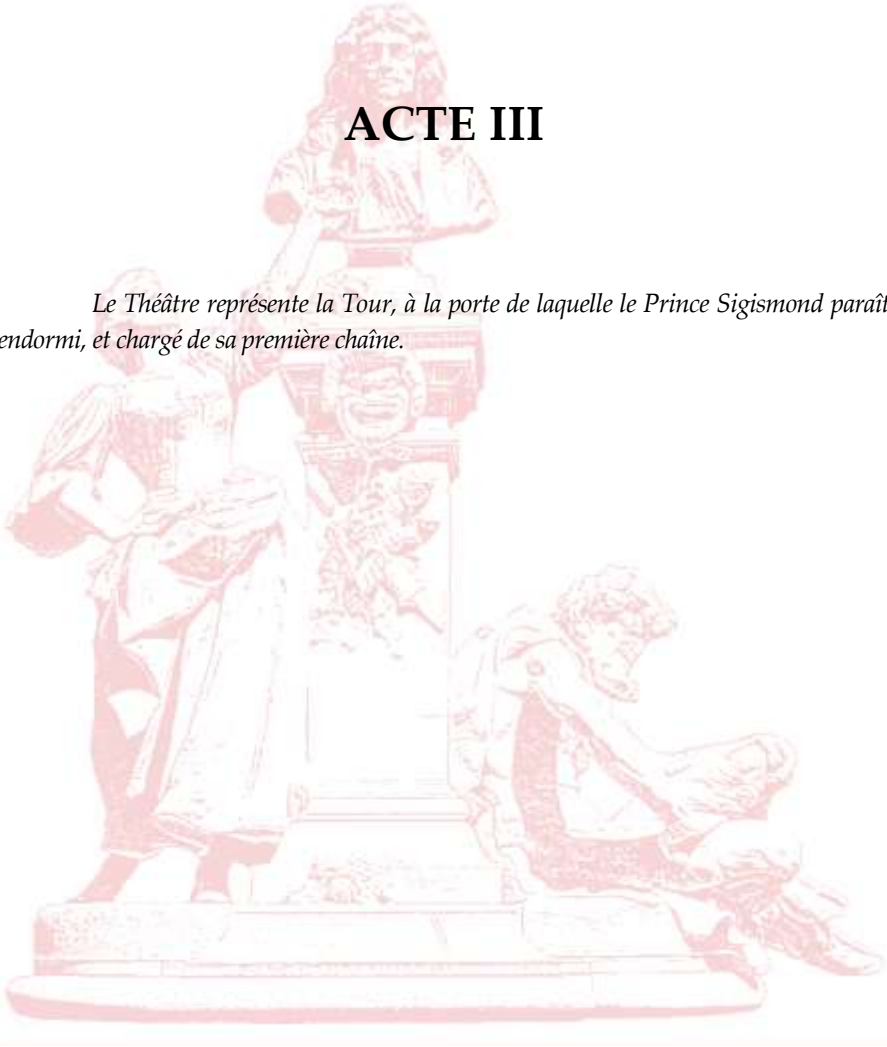 ACTE III
Le Théâtre représente la Tour, à la porte de laquelle le Prince Sigismond paraît
endormi, et chargé de sa première chaîne.